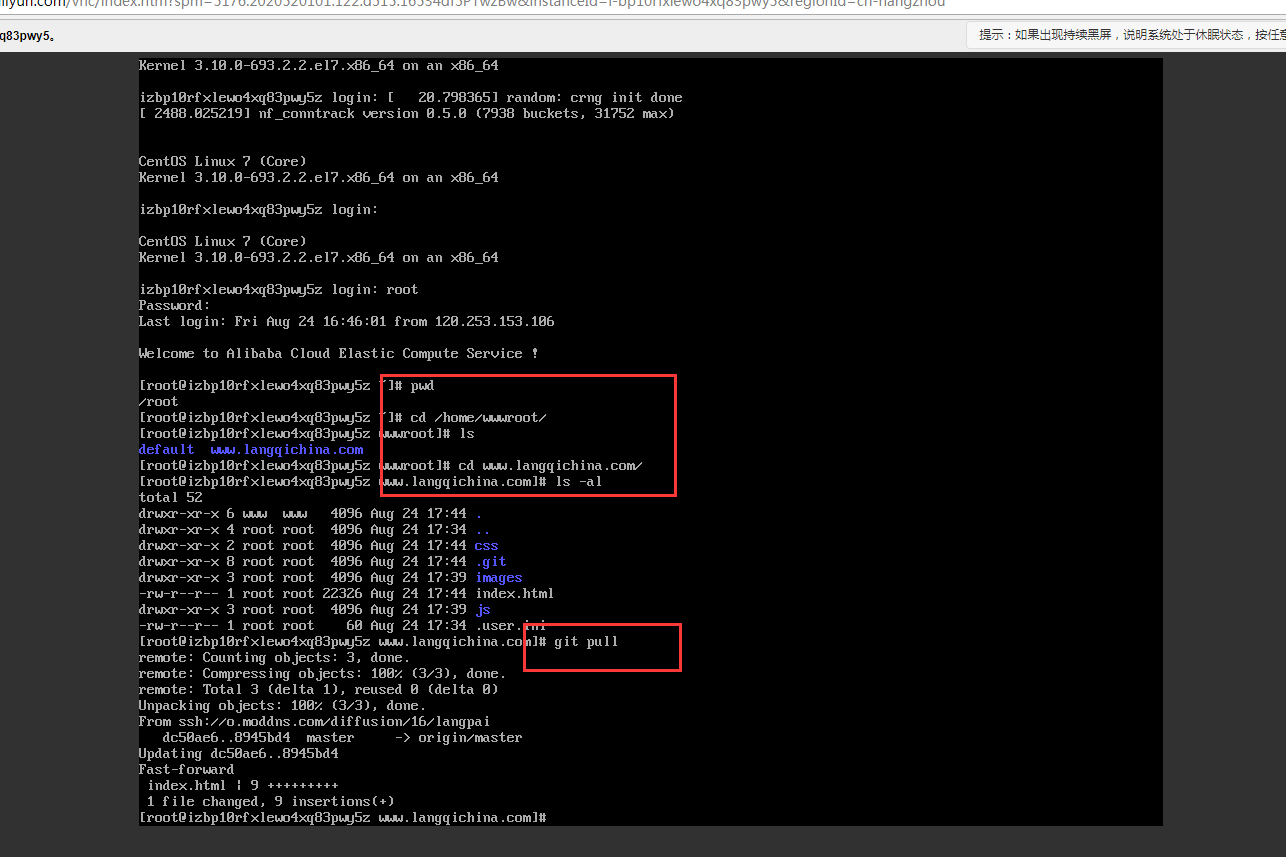 /vnc/index.htm?spm=5176.2020520101.122.d515.16534df5PTwzBw&instanceId=i-bp10rfxlewo4xq83pwy5&regionId=cn-hangzhou
q83pwy5。
提示：如果出现持续黑屏，说明系统处于休眠状态，按任意
Kernel 3.10.0-693.2.2.el7.x86_64 on an x86_64
izbp10rfxlewo4xq83pwy5z login: [   20.798365] random: crng init done
[ 2488.025219] nf_conntrack version 0.5.0 (7938 buckets, 31752 max)
CentOS Linux 7 (Core)
Kernel 3.10.0-693.2.2.el7.x86_64 on an x86_64
izbp10rfxlewo4xq83pwy5z login:
CentOS Linux 7 (Core)
Kernel 3.10.0-693.2.2.el7.x86_64 on an x86_64
izbp10rfxlewo4xq83pwy5z login: root
Password:
Last login: Fri Aug 24 16:46:01 from 120.253.153.106
Welcome to Alibaba Cloud Elastic Compute Service !
[root@izbp10rfxlewo4xq83pwy5z ~]# pwd
/root
[root@izbp10rfxlewo4xq83pwy5z ~]# cd /home/wwwroot/
[root@izbp10rfxlewo4xq83pwy5z wwwroot]# ls
default  www.langqichina.com
[root@izbp10rfxlewo4xq83pwy5z wwwroot]# cd www.langqichina.com/
[root@izbp10rfxlewo4xq83pwy5z www.langqichina.com]# ls -al
total 52
drwxr-xr-x 6 www  www   4096 Aug 24 17:44 .
drwxr-xr-x 4 root root  4096 Aug 24 17:34 ..
drwxr-xr-x 2 root root  4096 Aug 24 17:44 css
drwxr-xr-x 8 root root  4096 Aug 24 17:44 .git
drwxr-xr-x 3 root root  4096 Aug 24 17:39 images
-rw-r--r-- 1 root root 22326 Aug 24 17:44 index.html
drwxr-xr-x 3 root root  4096 Aug 24 17:39 js
-rw-r--r-- 1 root root    60 Aug 24 17:34 .user.ini
[root@izbp10rfxlewo4xq83pwy5z www.langqichina.com]# git pull
remote: Counting objects: 3, done.
remote: Compressing objects: 100% (3/3), done.
remote: Total 3 (delta 1), reused 0 (delta 0)
Unpacking objects: 100% (3/3), done.
From ssh://o.moddns.com/diffusion/16/langpai
   dc50ae6..8945bd4  master     -> origin/master
Updating dc50ae6..8945bd4
Fast-forward
 index.html | 9 +++++++++
 1 file changed, 9 insertions(+)
[root@izbp10rfxlewo4xq83pwy5z www.langqichina.com]#